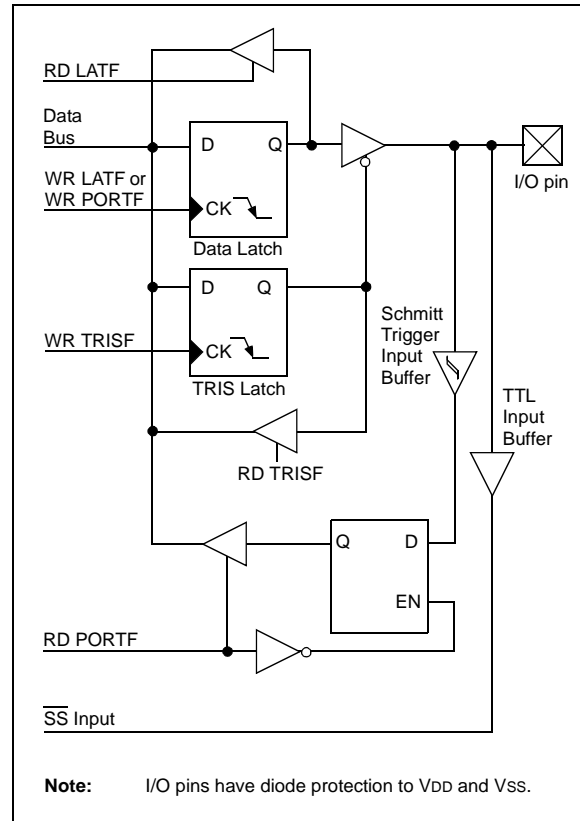 RD LATF
Data
Bus
D
Q
I/O pin
WR LATF or
WR PORTF
CK
Data Latch
D
Q
WR TRISF
CK
TRIS Latch
Schmitt
Trigger
Input
Buffer
TTL
Input
Buffer
RD TRISF
Q
D
EN
RD PORTF
SS Input
Note: I/O pins have diode protection to VDD and VSS.